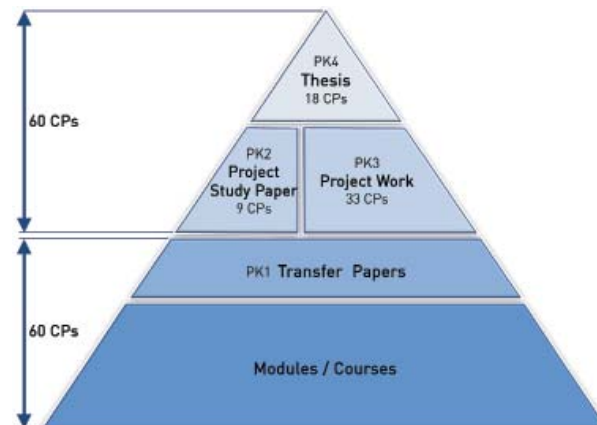 PK4
Thesis
18 CPs
60 CPs
PK2
Project
Study Paper
9 CPs
PK3
Project Work
33 CPs
PK1 Transfer Papers
60 CPs
Modules / Courses